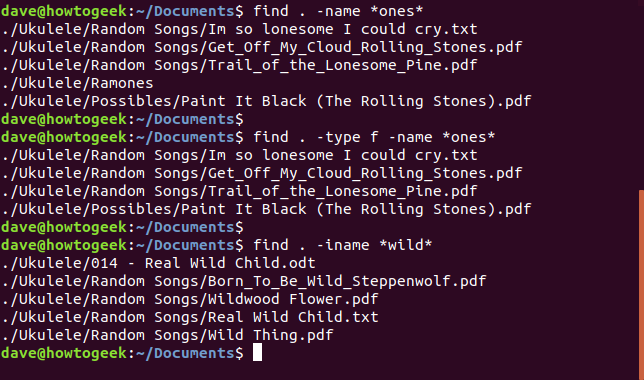 dave@howtogeek:~/Documents$ find . -name *ones*
./Ukulele/Random Songs/Im so lonesome I could cry.txt
./Ukulele/Random Songs/Get_Off_My_Cloud_Rolling_Stones.pdf
./Ukulele/Random Songs/Trail_of_the_Lonesome_Pine.pdf
./Ukulele/Ramones
./Ukulele/Possibles/Paint It Black (The Rolling Stones).pdf
dave@howtogeek:~/Documents$
dave@howtogeek:~/Documents$ find . -type f -name *ones*
./Ukulele/Random Songs/Im so lonesome I could cry.txt
./Ukulele/Random Songs/Get_Off_My_Cloud_Rolling_Stones.pdf
./Ukulele/Random Songs/Trail_of_the_Lonesome_Pine.pdf
./Ukulele/Possibles/Paint It Black (The Rolling Stones).pdf
dave@howtogeek:~/Documents$
dave@howtogeek:~/Documents$ find . -iname *wild*
./Ukulele/014 - Real Wild Child.odt
./Ukulele/Random Songs/Born_To_Be_Wild_Steppenwolf.pdf
./Ukulele/Random Songs/Wildwood Flower.pdf
./Ukulele/Random Songs/Real Wild Child.txt
./Ukulele/Random Songs/Wild Thing.pdf
dave@howtogeek:~/Documents$